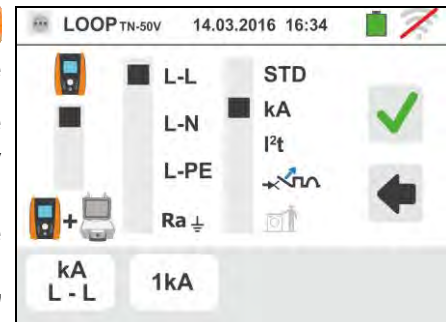 LOOP TN-50V 14.03.2016 16:34
L-L STD
L-N kA
I²t
L-PE
+
Ra
kA
L - L
1kA